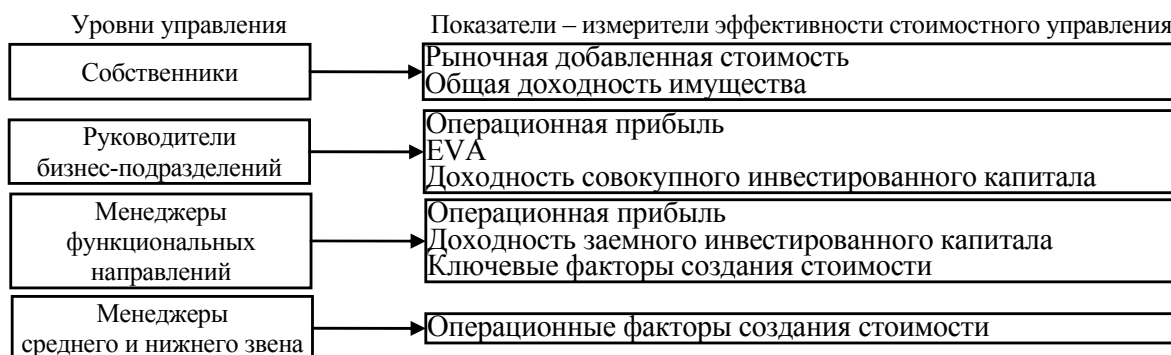 Уровни управления
Показатели – измерители эффективности стоимостного управления
Собственники
Рыночная добавленная стоимость
Общая доходность имущества
Руководители
бизнес-подразделений
Операционная прибыль
EVA
Доходность совокупного инвестированного капитала
Менеджеры
функциональных
направлений
Операционная прибыль
Доходность заемного инвестированного капитала
Ключевые факторы создания стоимости
Менеджеры
среднего и нижнего звена
Операционные факторы создания стоимости